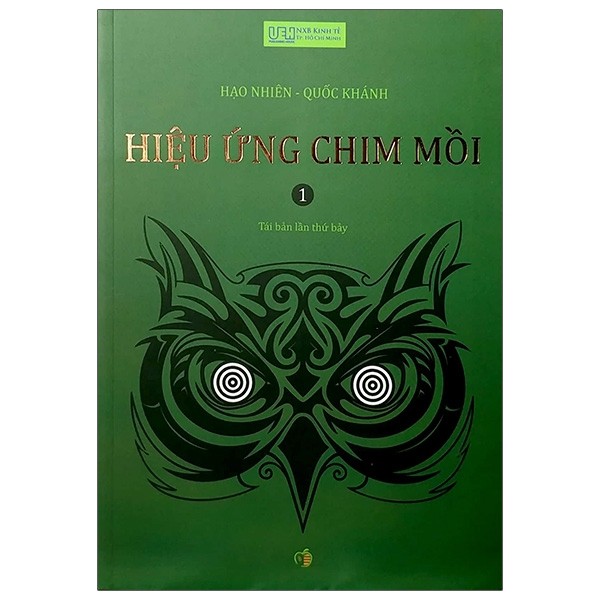 UEH NXB KINH TẾ
TP. HỒ CHÍ MINH
HẠO NHIÊN - QUỐC KHÁNH
HIỆU ỨNG CHIM MỒI
1
Tái bản lần thứ bảy